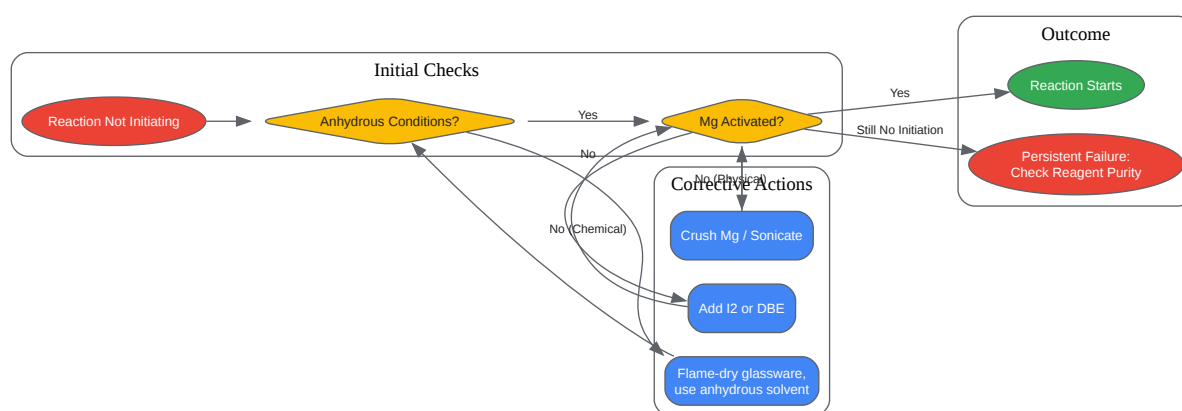 Initial Checks
Reaction Not Initiating
Anhydrous Conditions?
Yes
Mg Activated?
No
No (Chemical)
No (Physical)
Corrective Actions
Crush Mg / Sonicate
Add I2 or DBE
Flame-dry glassware,
use anhydrous solvent
Outcome
Yes
Reaction Starts
Still No Initiation
Persistent Failure:
Check Reagent Purity